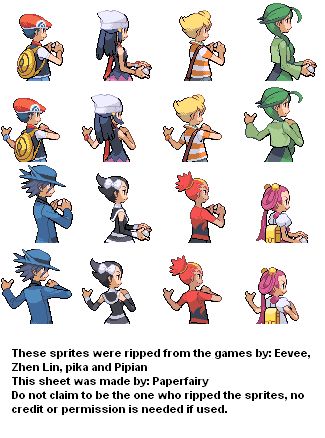 These sprites were ripped from the games by: Eevee,
Zhen Lin, pika and Pipian
This sheet was made by: Paperfairy
Do not claim to be the one who ripped the sprites, no
credit or permission is needed if used.